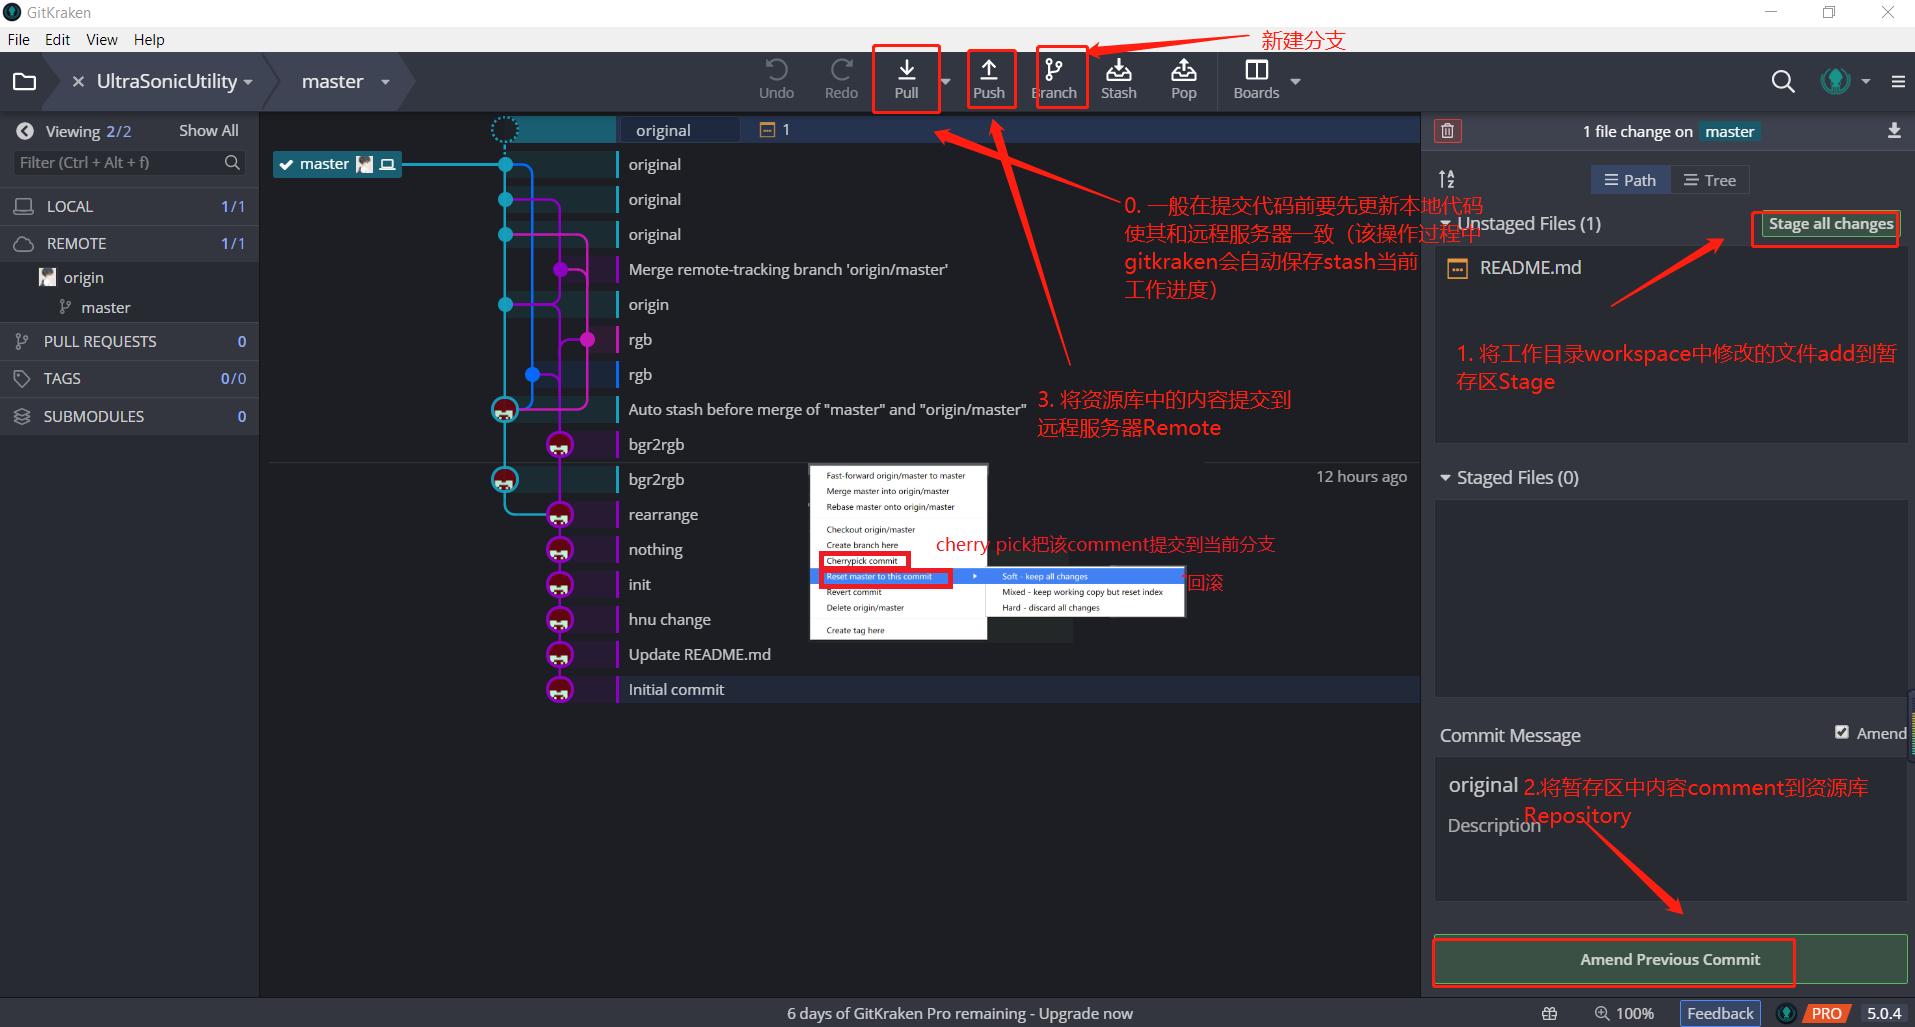 GitKraken
File Edit View Help
新建分支
UltraSonicUtility
master
Undo
Redo
Pull
Push
Branch
Stash
Pop
Boards
Viewing 2/2
Show All
Filter (Ctrl + Alt + f)
LOCAL 1/1
REMOTE 1/1
origin
master
PULL REQUESTS 0
TAGS 0/0
SUBMODULES 0
original 1
master original
original
original
Merge remote-tracking branch 'origin/master'
origin
rgb
rgb
Auto stash before merge of "master" and "origin/master"
bgr2rgb
bgr2rgb 12 hours ago
rearrange
nothing
init
hnu change
Update README.md
Initial commit
0. 一般在提交代码前要先更新本地代码
使其和远程服务器一致（该操作过程中
gitkraken会自动保存stash当前
工作进度）
3. 将资源库中的内容提交到
远程服务器Remote
Fast-forward origin/master to master
Merge master into origin/master
Rebase master onto origin/master
Checkout origin/master
Create branch here
Cherrypick commit
Reset master to this commit
Revert commit
Delete origin/master
Create tag here
Soft - keep all changes
Mixed - keep working copy but reset index
Hard - discard all changes
cherry pick把该comment提交到当前分支
回滚
1 file change on master
Path
Tree
Unstaged Files (1)
Stage all changes
README.md
1. 将工作目录workspace中修改的文件add到暂
存区Stage
Staged Files (0)
Commit Message
Amend
original
Description
2.将暂存区中内容comment到资源库
Repository
Amend Previous Commit
6 days of GitKraken Pro remaining - Upgrade now
100%
Feedback
PRO
5.0.4